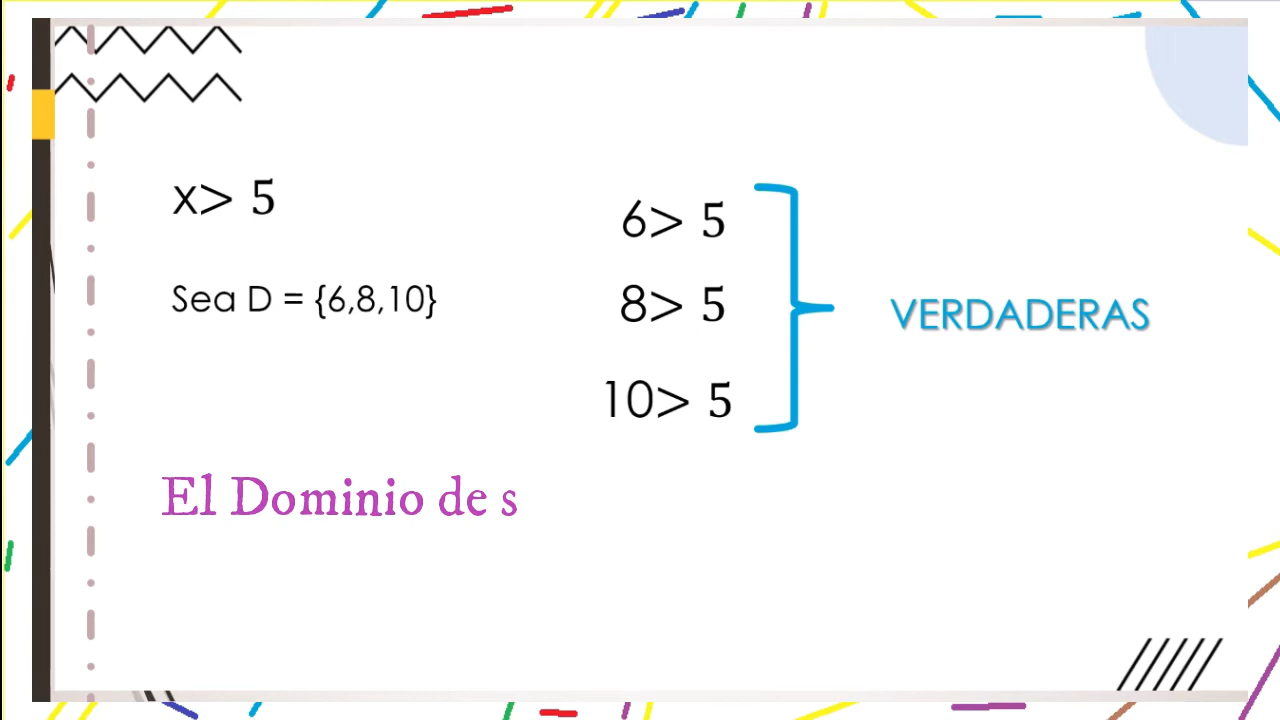 x> 5
Sea D = {6,8,10}
6> 5
8> 5
10> 5
VERDADERAS
El Dominio de s